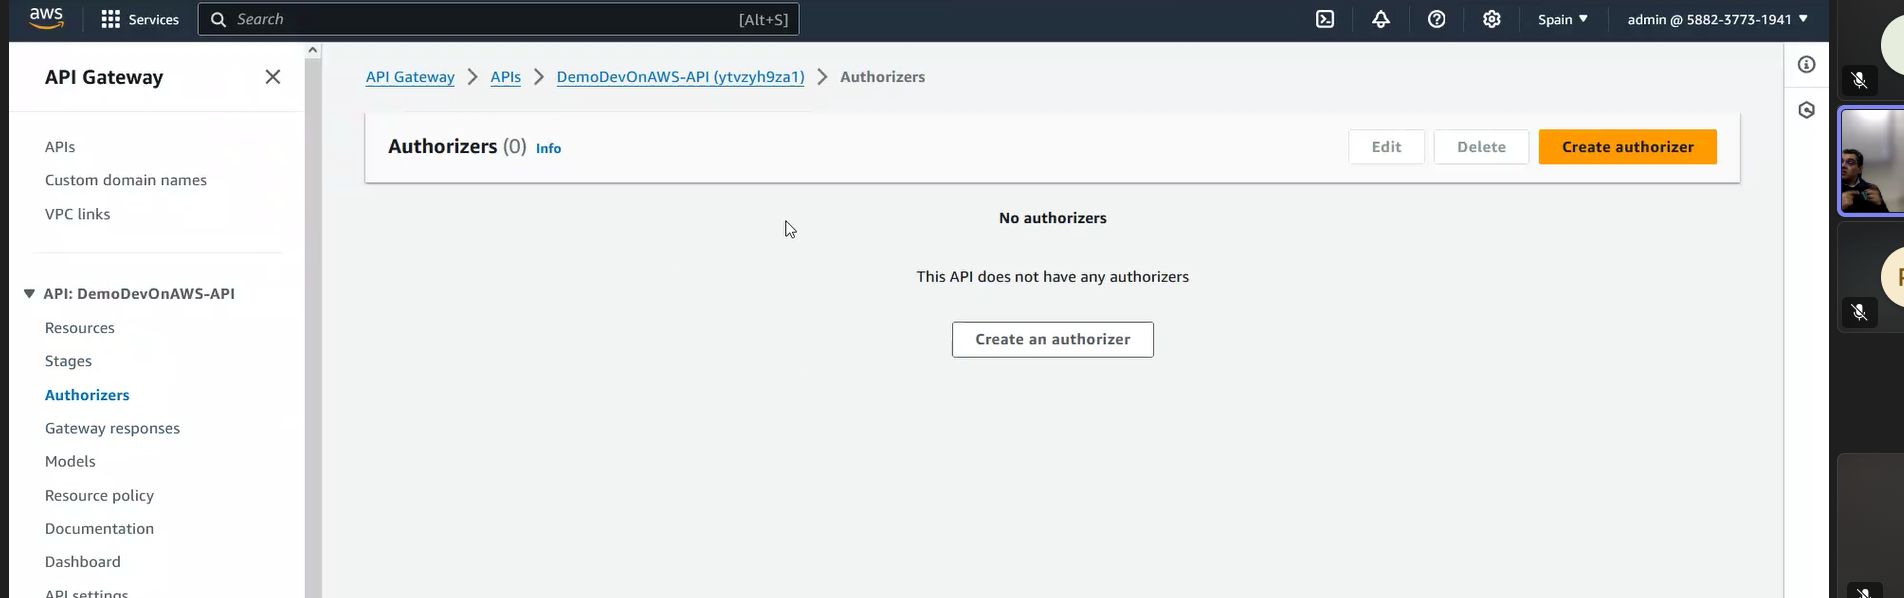 aws
Services
Search
[Alt+S]
Spain
admin @ 5882-3773-1941
API Gateway
APIs
Custom domain names
VPC links
API: DemoDevOnAWS-API
Resources
Stages
Authorizers
Gateway responses
Models
Resource policy
Documentation
Dashboard
API settings
API Gateway
APIs
DemoDevOnAWS-API (ytvzyh9za1)
Authorizers
Authorizers (0) Info
Edit
Delete
Create authorizer
No authorizers
This API does not have any authorizers
Create an authorizer